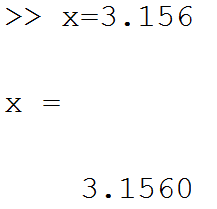 >> x=3.156
x =
3.1560